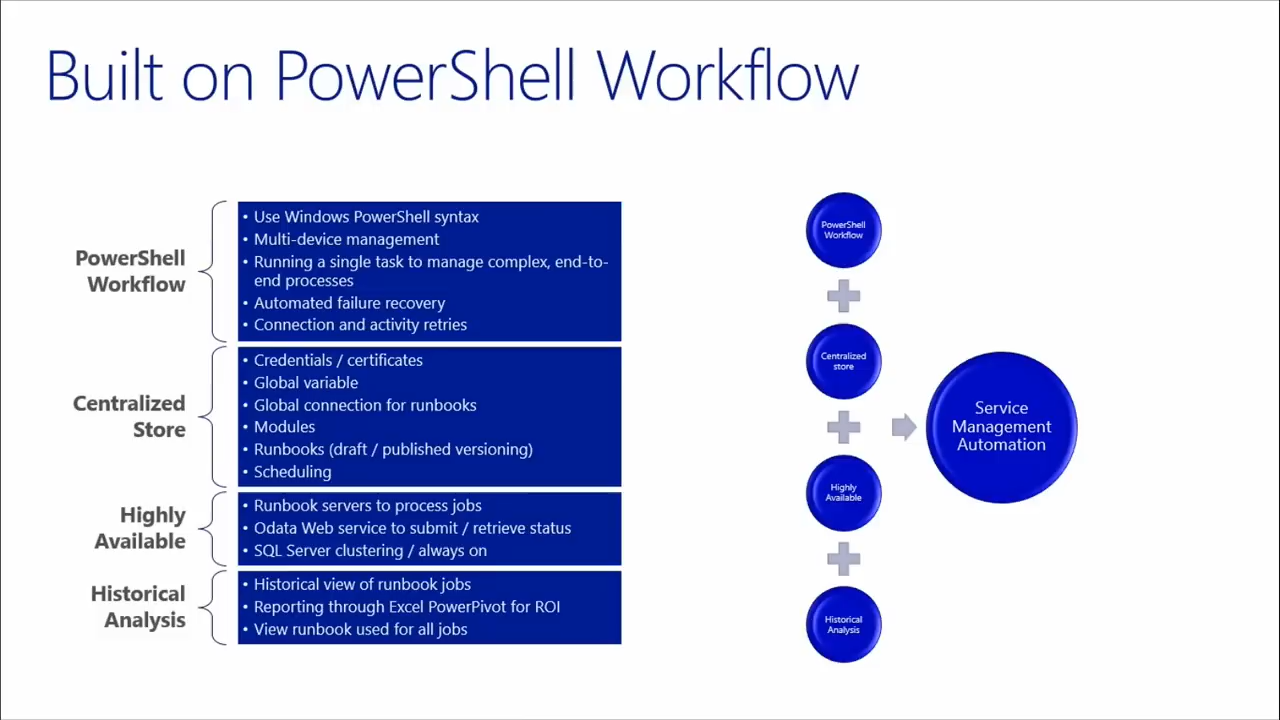 Built on PowerShell Workflow
PowerShell
Workflow
• Use Windows PowerShell syntax
• Multi-device management
• Running a single task to manage complex, end-to-
end processes
• Automated failure recovery
• Connection and activity retries
Centralized
Store
• Credentials / certificates
• Global variable
• Global connection for runbooks
• Modules
• Runbooks (draft / published versioning)
• Scheduling
Highly
Available
• Runbook servers to process jobs
• Odata Web service to submit / retrieve status
• SQL Server clustering / always on
Historical
Analysis
• Historical view of runbook jobs
• Reporting through Excel PowerPivot for ROI
• View runbook used for all jobs
PowerShell
Workflow
Centralized
store
Highly
Available
Historical
Analysis
Service
Management
Automation